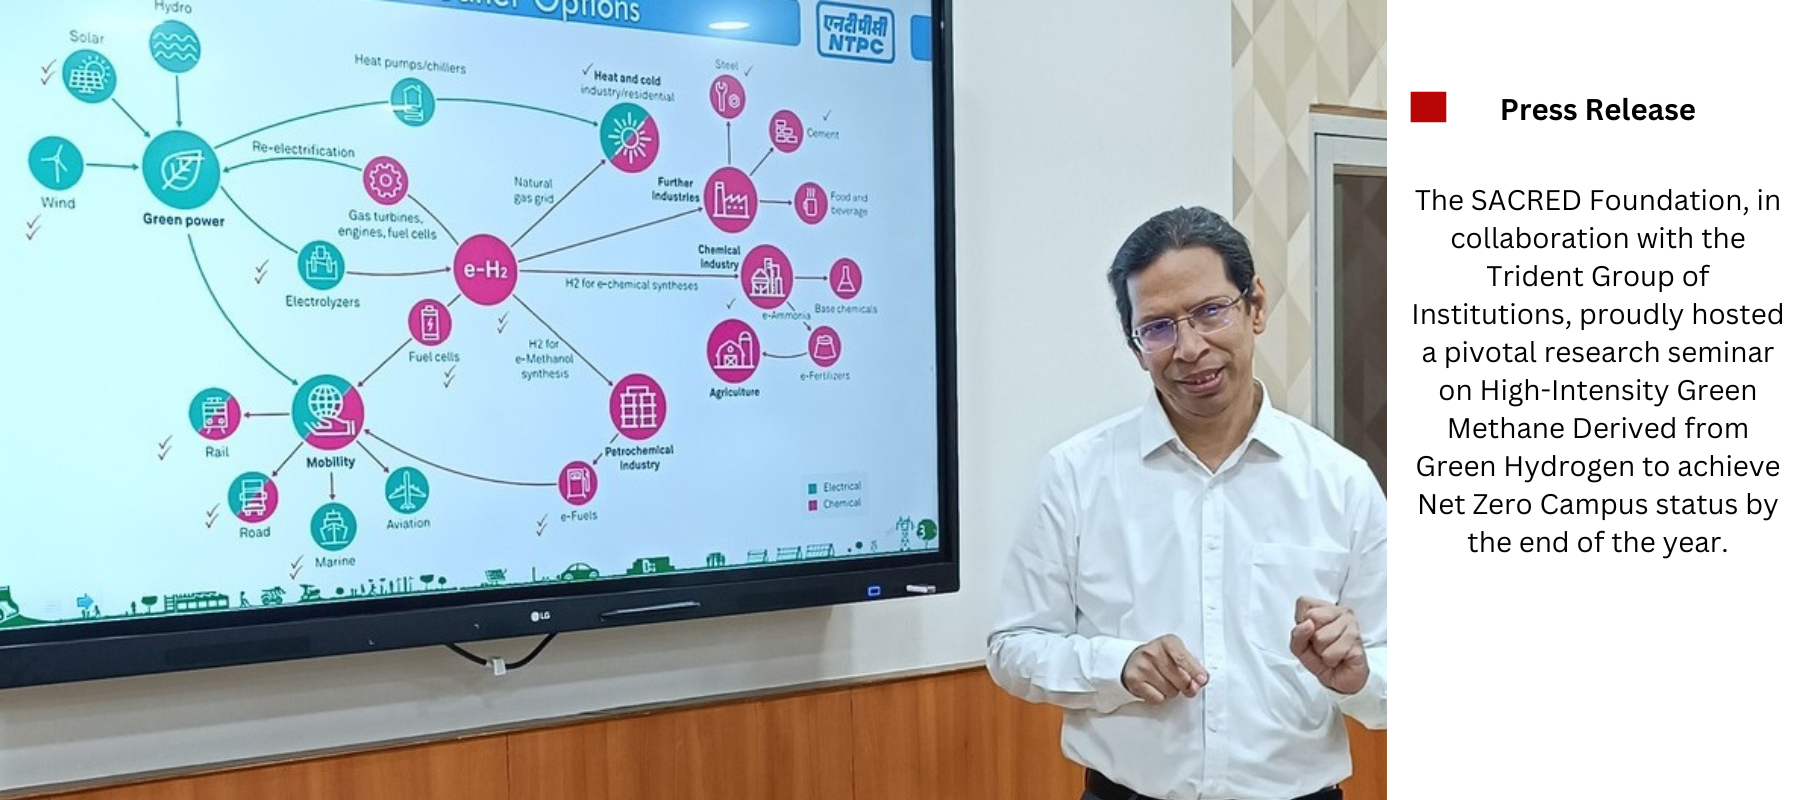 Options
एनटीपीसी
NTPC
Hydro
Solar
Wind
Green power
Heat pumps/chillers
Re-electrification
Gas turbines,
engines, fuel cells
Electrolyzers
e-H₂
Natural
gas grid
Heat and cold
industry/residential
Steel
Cement
Further
Industries
Food and
beverage
Chemical
Industry
H2 for e-chemical syntheses
e-Ammonia
Base chemicals
Agriculture
e-Fertilizers
Fuel cells
H2 for
e-Methanol
synthesis
Petrochemical
Industry
e-Fuels
Mobility
Rail
Road
Marine
Aviation
Electrical
Chemical
3
LG
Press Release
The SACRED Foundation, in
collaboration with the
Trident Group of
Institutions, proudly hosted
a pivotal research seminar
on High-Intensity Green
Methane Derived from
Green Hydrogen to achieve
Net Zero Campus status by
the end of the year.